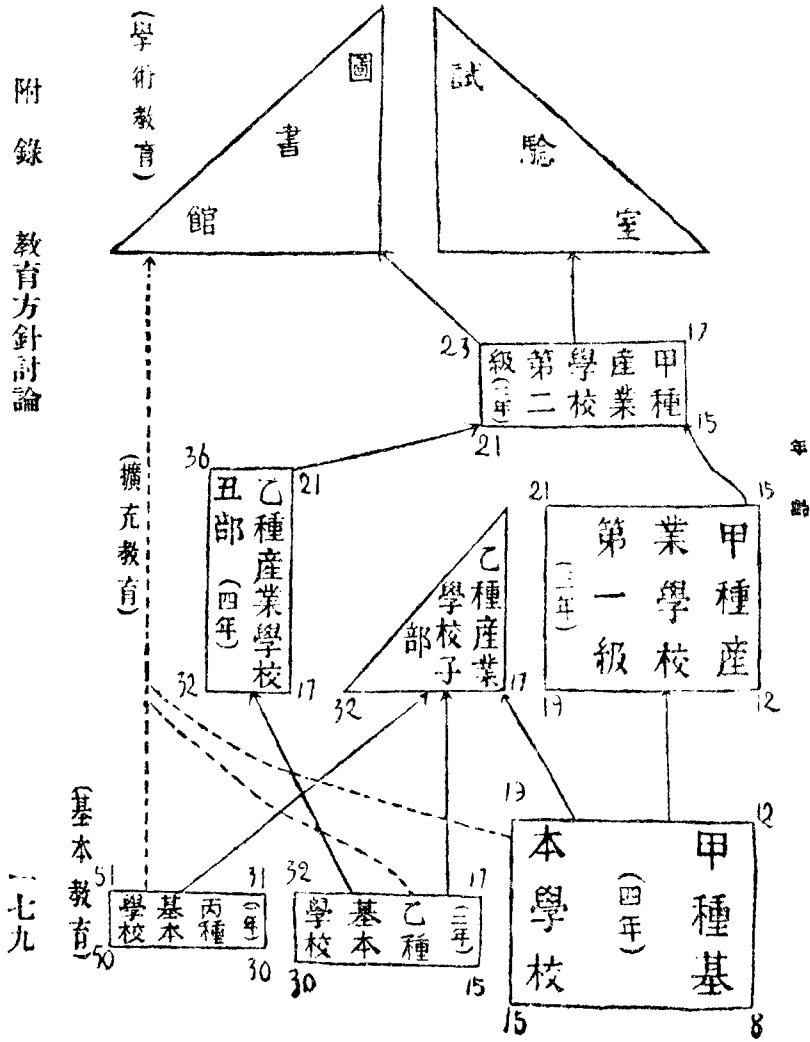 附錄 教育方針討論
一七九
年齡
(學術教育)
圖書館
試驗室
(擴充教育)
(基本教育)
17
23
甲種
產業
學校
第二
級(二年)
15
21
36
21
乙種產業學校
丑部 (四年)
32
17
乙種產業
學校子
部
32
17
21
15
甲種產
業學校
第一級
(三年)
19
12
51
31
丙種(一年)
基本
學校
50
30
32
17
乙種(二年)
基本
學校
30
15
19
12
甲種基
(四年)
本學校
15
8